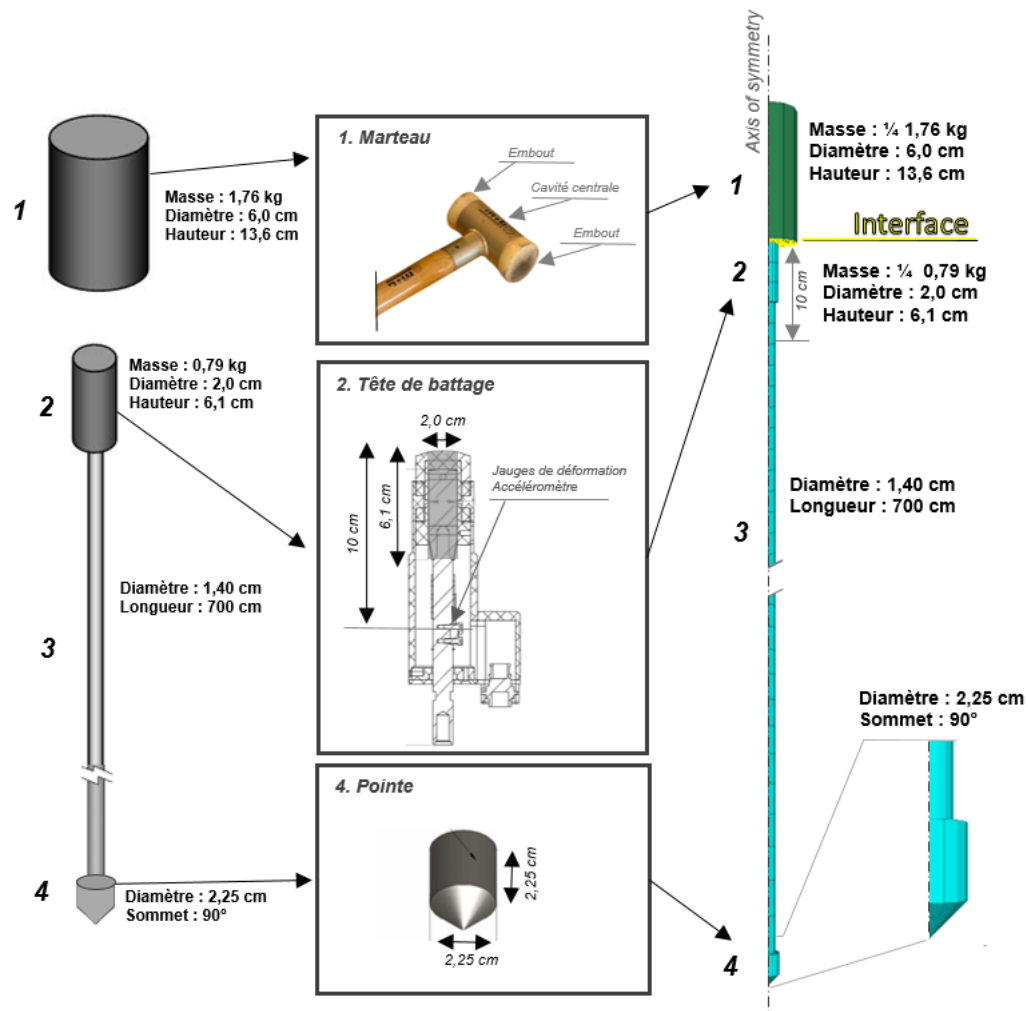 1
Masse : 1,76 kg
Diamètre : 6,0 cm
Hauteur : 13,6 cm
2
Masse : 0,79 kg
Diamètre : 2,0 cm
Hauteur : 6,1 cm
3
Diamètre : 1,40 cm
Longueur : 700 cm
4
Diamètre : 2,25 cm
Sommet : 90°
1. Marteau
Embout
Cavité centrale
Embout
2. Tête de battage
2,0 cm
Jauges de déformation
Accéléromètre
6,1 cm
10 cm
4. Pointe
2,25 cm
2,25 cm
Axis of symmetry
Masse : ¼ 1,76 kg
Diamètre : 6,0 cm
Hauteur : 13,6 cm
1
Interface
2
10 cm
Masse : ¼ 0,79 kg
Diamètre : 2,0 cm
Hauteur : 6,1 cm
Diamètre : 1,40 cm
Longueur : 700 cm
3
Diamètre : 2,25 cm
Sommet : 90°
4